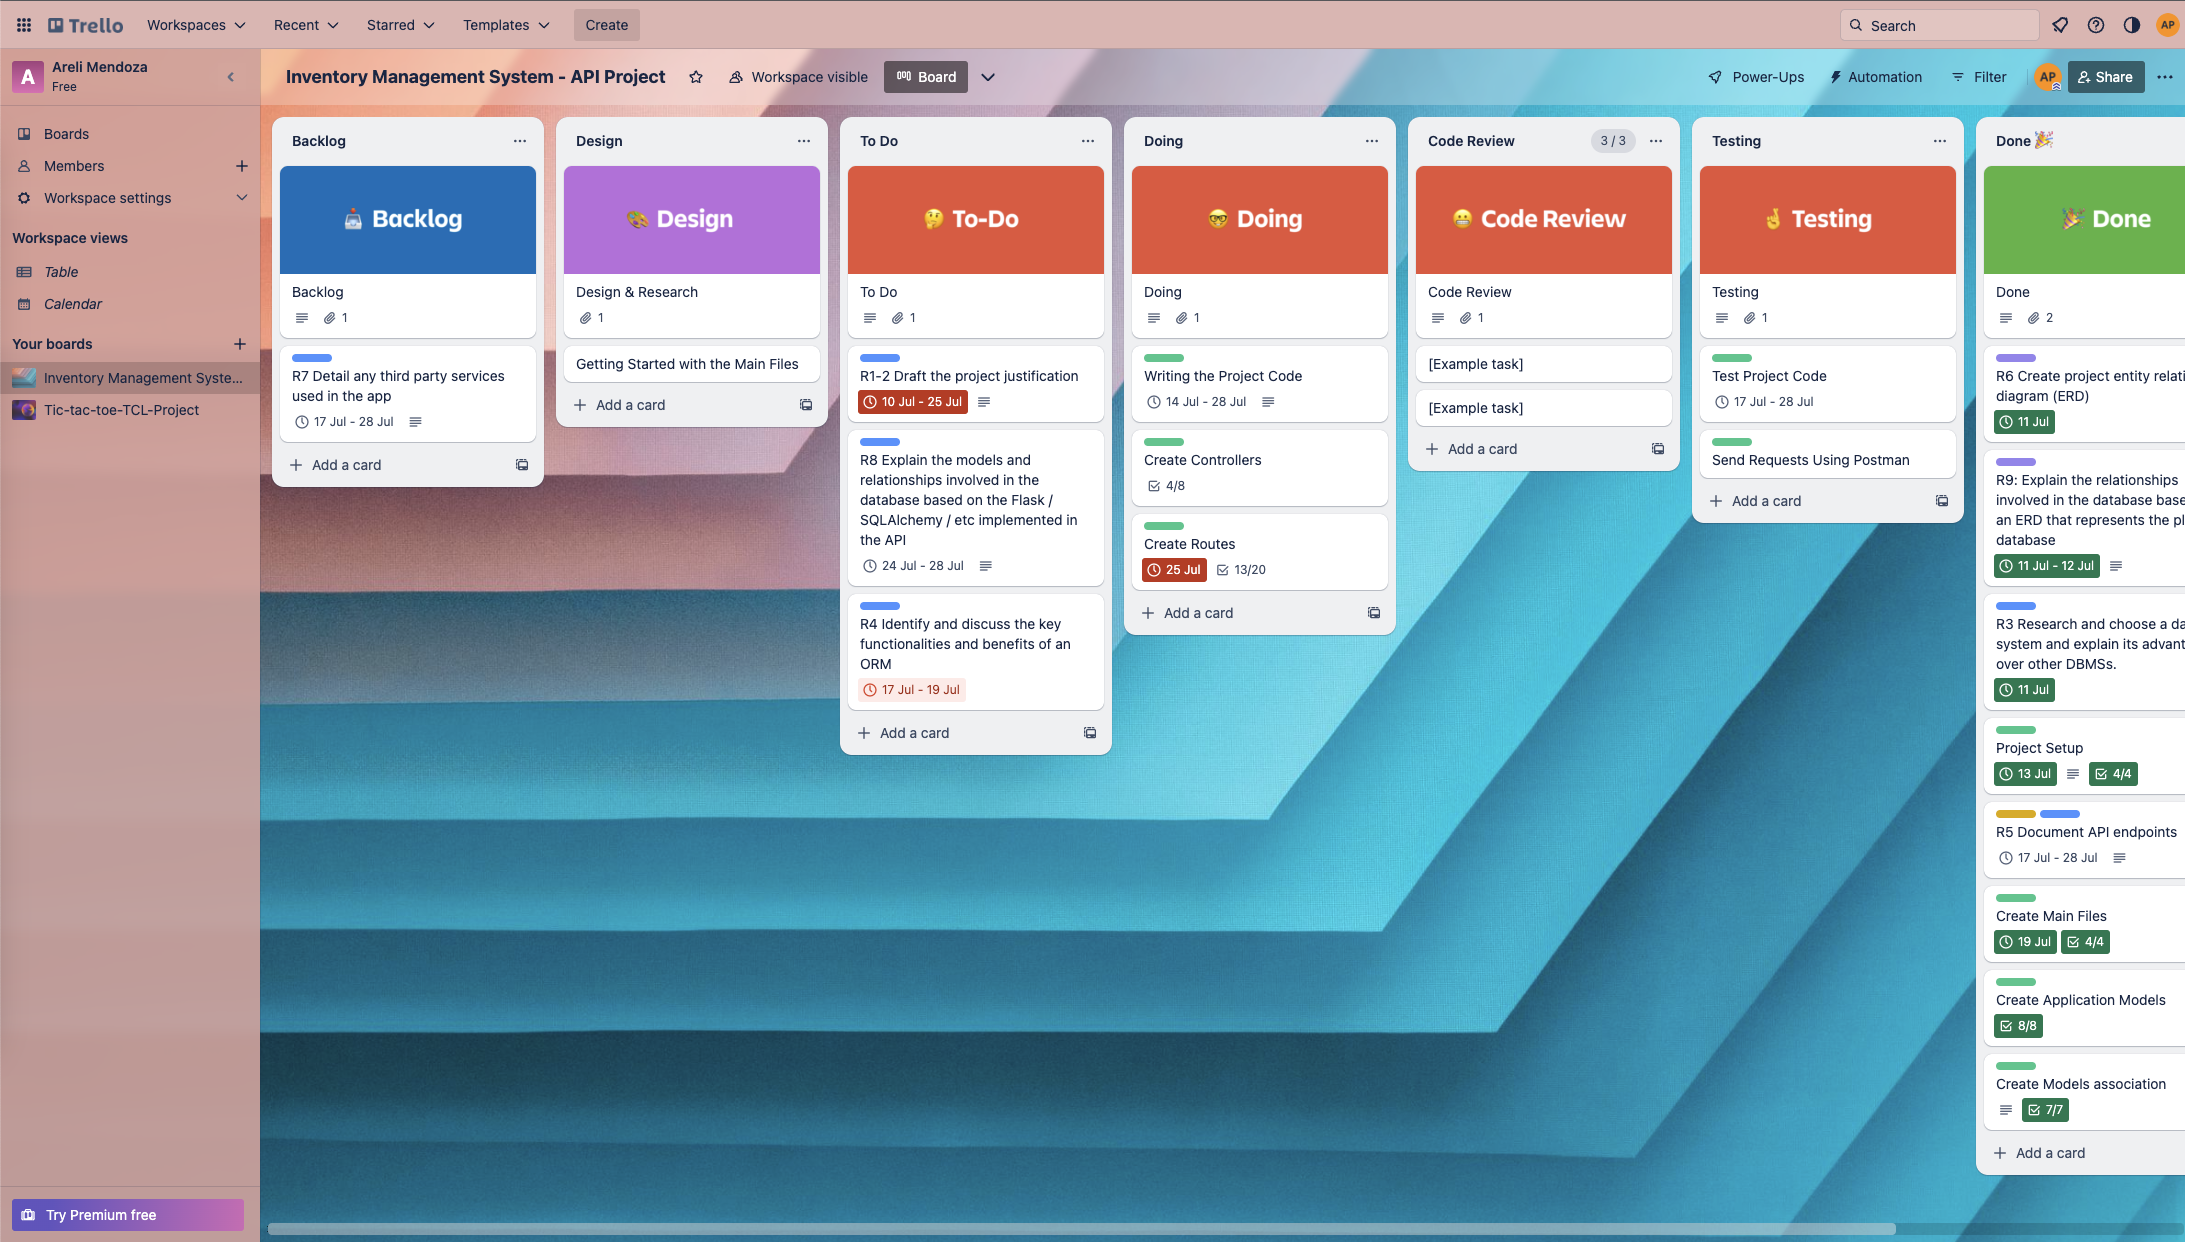 Trello
Workspaces
Recent
Starred
Templates
Create
Search
AP
A
Areli Mendoza
Free
Inventory Management System - API Project
Workspace visible
Board
Power-Ups
Automation
Filter
AP
Share
Boards
Members
Workspace settings
Workspace views
Table
Calendar
Your boards
Inventory Management Syste...
Tic-tac-toe-TCL-Project
Try Premium free
Backlog
Backlog
Backlog
1
R7 Detail any third party services
used in the app
17 Jul - 28 Jul
Add a card
Design
Design
Design & Research
1
Getting Started with the Main Files
Add a card
To Do
To-Do
To Do
1
R1-2 Draft the project justification
10 Jul - 25 Jul
R8 Explain the models and
relationships involved in the
database based on the Flask /
SQLAlchemy / etc implemented in
the API
24 Jul - 28 Jul
R4 Identify and discuss the key
functionalities and benefits of an
ORM
17 Jul - 19 Jul
Add a card
Doing
Doing
Doing
1
Writing the Project Code
14 Jul - 28 Jul
Create Controllers
4/8
Create Routes
25 Jul 13/20
Add a card
Code Review 3 / 3
Code Review
Code Review
1
[Example task]
[Example task]
Add a card
Testing
Testing
Testing
1
Test Project Code
17 Jul - 28 Jul
Send Requests Using Postman
Add a card
Done
Done
Done
2
R6 Create project entity relati
diagram (ERD)
11 Jul
R9: Explain the relationships
involved in the database base
an ERD that represents the pl
database
11 Jul - 12 Jul
R3 Research and choose a da
system and explain its advant
over other DBMSs.
11 Jul
Project Setup
13 Jul 4/4
R5 Document API endpoints
17 Jul - 28 Jul
Create Main Files
19 Jul 4/4
Create Application Models
8/8
Create Models association
7/7
Add a card